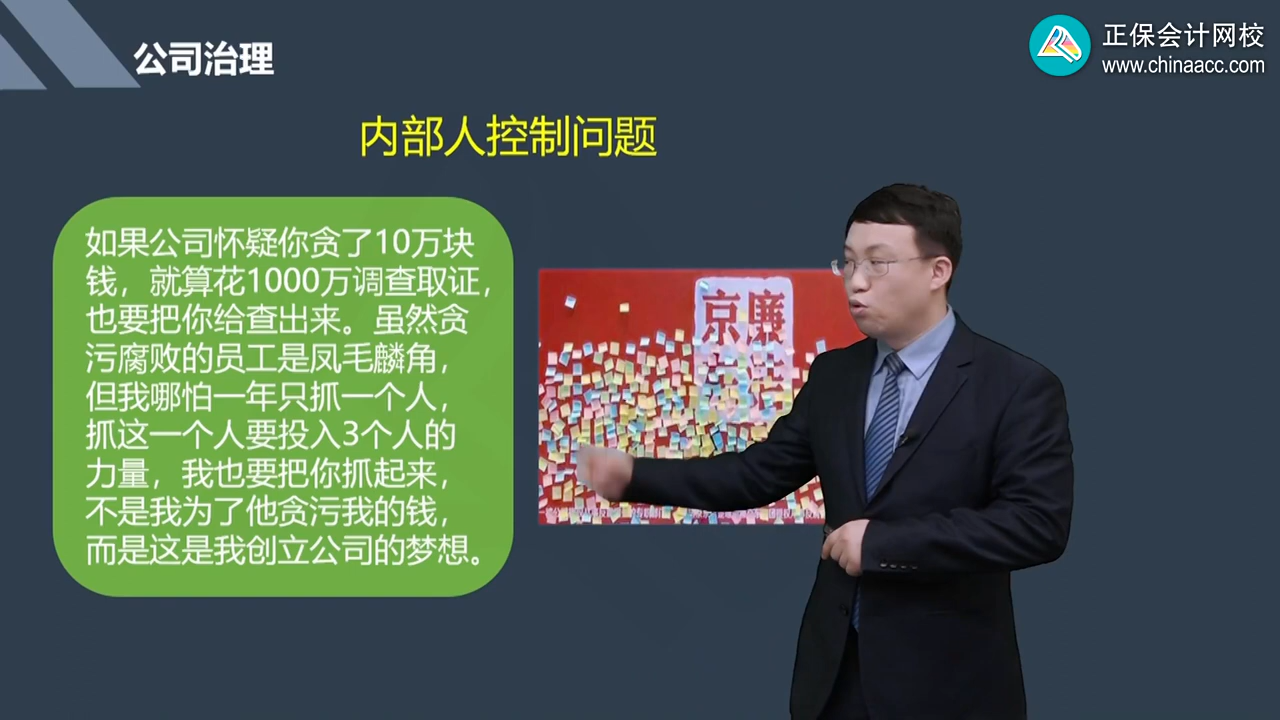 公司治理
正保会计网校
www.chinaacc.com
内部人控制问题
如果公司怀疑你贪了10万块
钱，就算花1000万调查取证，
也要把你给查出来。虽然贪
污腐败的员工是凤毛麟角，
但我哪怕一年只抓一个人，
抓这一个人要投入3个人的
力量，我也要把你抓起来，
不是我为了他贪污我的钱，
而是这是我创立公司的梦想。
京廉